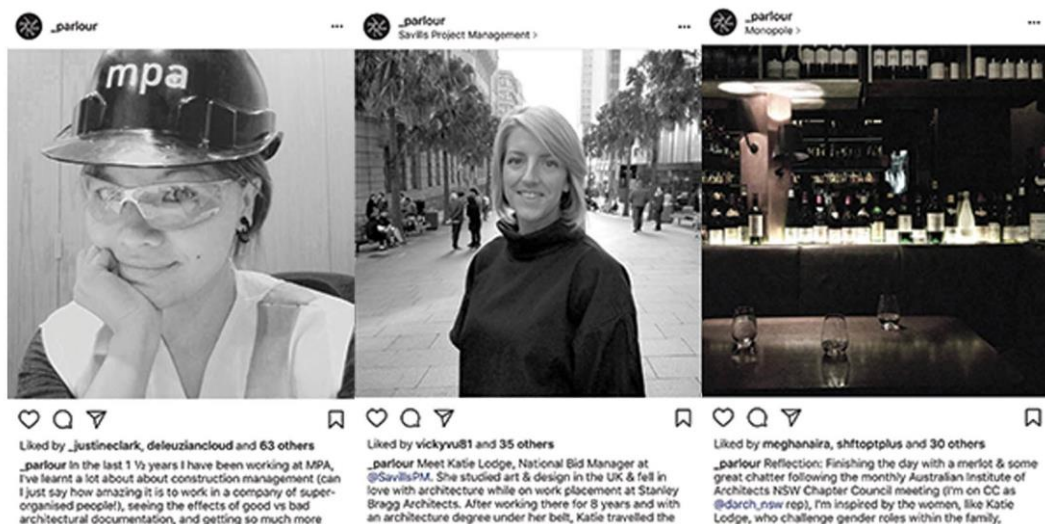 _parlour
mpa
Liked by _justineclark, deleuziancloud and 63 others
_parlour In the last 1 ½ years I have been working at MPA,
I've learnt a lot about about construction management (can
I just say how amazing it is to work in a company of super-
organised people!), seeing the effects of good vs bad
architectural documentation, and getting so much more
_parlour
Savills Project Management >
Liked by vickyvu81 and 35 others
_parlour Meet Katie Lodge, National Bid Manager at
@SavillsPM. She studied art & design in the UK & fell in
love with architecture while on work placement at Stanley
Bragg Architects. After working there for 8 years and with
an architecture degree under her belt, Katie travelled the
_parlour
Monopole >
Liked by meghanaira, shftoptplus and 30 others
_parlour Reflection: Finishing the day with a merlot & some
great chatter following the monthly Australian Institute of
Architects NSW Chapter Council meeting (I'm on CC as
@darch_nsw rep), I'm inspired by the women, like Katie
Lodge, who challenge gender roles within the family,